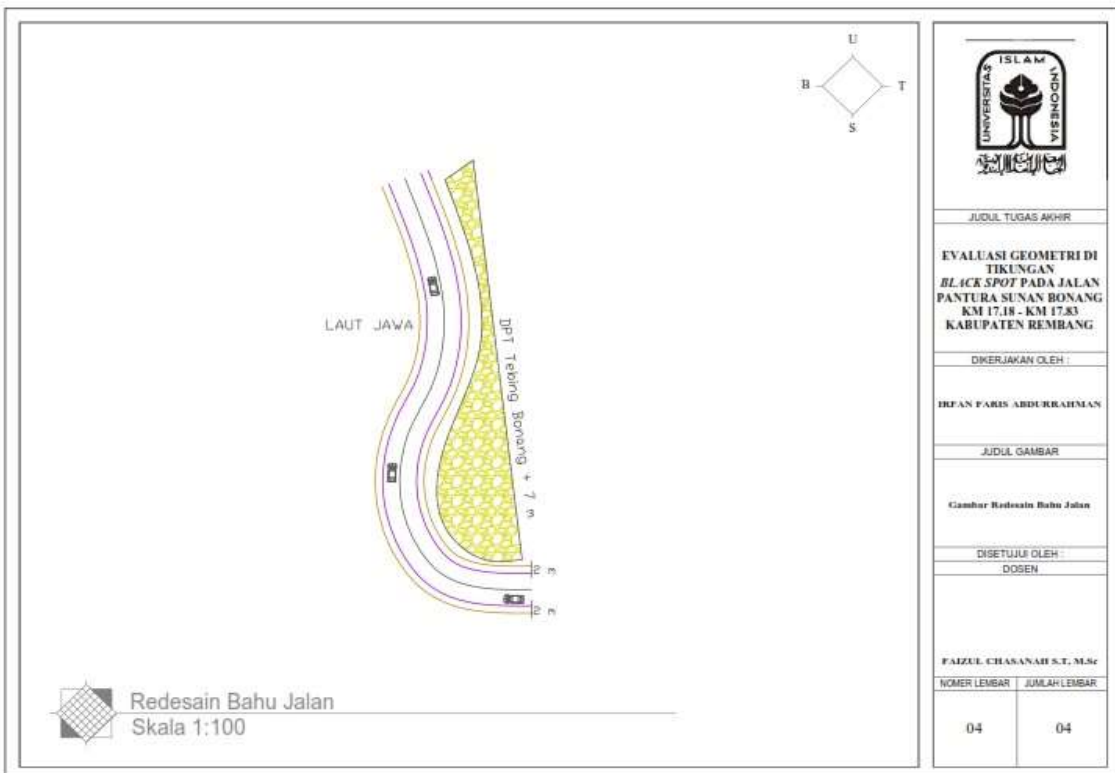 U
B
T
S
LAUT JAWA
DPT Tebing Bonang + 7 m
2 m
2 m
Redesain Bahu Jalan
Skala 1:100
UNIVERSITAS
ISLAM
INDONESIA
JUDUL TUGAS AKHIR
EVALUASI GEOMETRI DI
TIKUNGAN
BLACK SPOT PADA JALAN
PANTURA SUNAN BONANG
KM 17,18 - KM 17.83
KABUPATEN REMBANG
DIKERJAKAN OLEH :
IRFAN FARIS ABDURRAHMAN
JUDUL GAMBAR
Gambar Redesain Bahu Jalan
DISETUJUI OLEH :
DOSEN
FAIZUL CHASANAH S.T, M.Sc
NOMER LEMBAR
JUMLAH LEMBAR
04
04